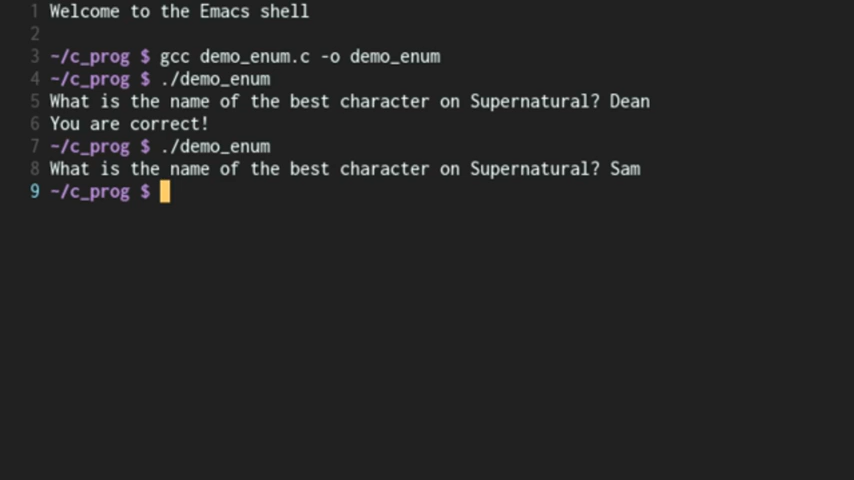 1 Welcome to the Emacs shell
2
3 ~/c_prog $ gcc demo_enum.c -o demo_enum
4 ~/c_prog $ ./demo_enum
5 What is the name of the best character on Supernatural? Dean
6 You are correct!
7 ~/c_prog $ ./demo_enum
8 What is the name of the best character on Supernatural? Sam
9 ~/c_prog $